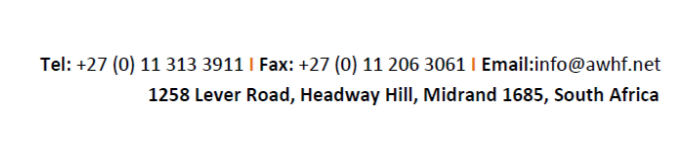 Tel: +27 (0) 11 313 3911 I Fax: +27 (0) 11 206 3061 I Email:info@awhf.net
1258 Lever Road, Headway Hill, Midrand 1685, South Africa